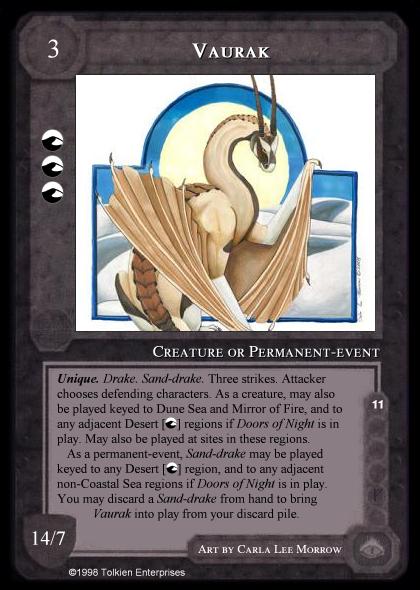 3
VAURAK
CREATURE OR PERMANENT-EVENT
Unique. Drake. Sand-drake. Three strikes. Attacker
chooses defending characters. As a creature, may also
be played keyed to Dune Sea and Mirror of Fire, and to
any adjacent Desert [ ] regions if Doors of Night is in
play. May also be played at sites in these regions.
As a permanent-event, Sand-drake may be played
keyed to any Desert [ ] region, and to any adjacent
non-Coastal Sea regions if Doors of Night is in play.
You may discard a Sand-drake from hand to bring
Vaurak into play from your discard pile.
11
14/7
ART BY CARLA LEE MORROW
©1998 Tolkien Enterprises